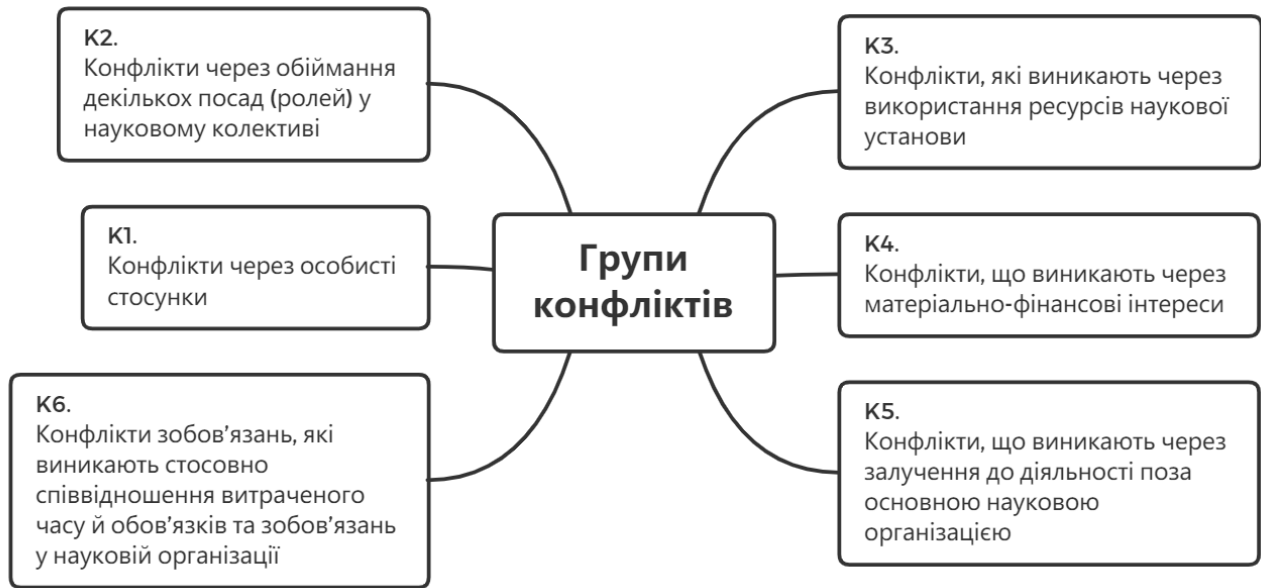 К2.
Конфлікти через обіймання
декількох посад (ролей) у
науковому колективі
К1.
Конфлікти через особисті
стосунки
К6.
Конфлікти зобов’язань, які
виникають стосовно
співвідношення витраченого
часу й обов’язків та зобов’язань
у науковій організації
Групи
конфліктів
К3.
Конфлікти, які виникають через
використання ресурсів наукової
установи
К4.
Конфлікти, що виникають через
матеріально-фінансові інтереси
К5.
Конфлікти, що виникають через
залучення до діяльності поза
основною науковою
організацією